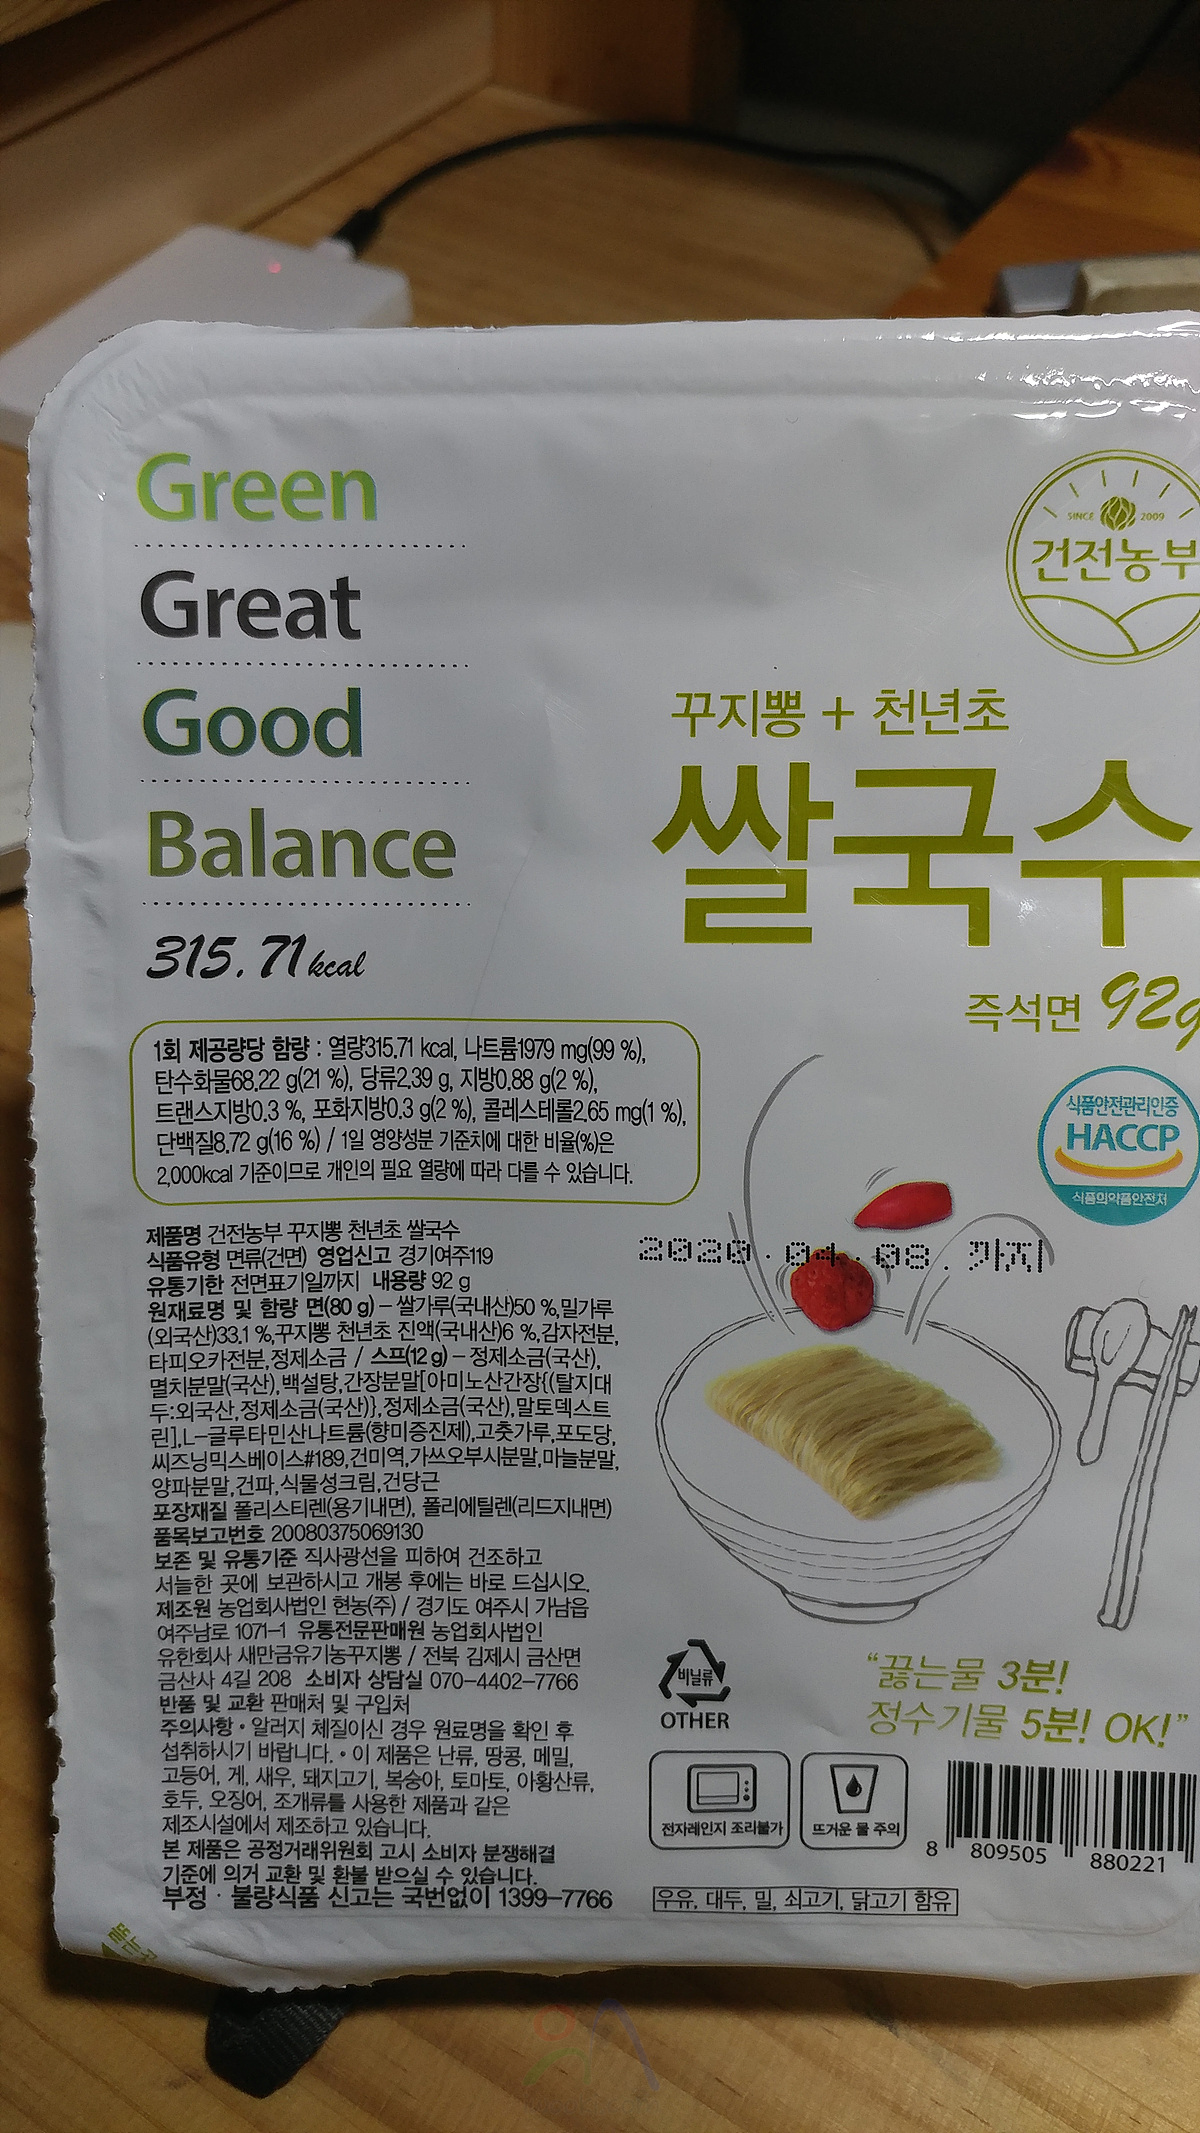 Green
Great
Good
Balance
315.71 kcal
SINCE 2009
건전농부
꾸지뽕 + 천년초
쌀국수
즉석면 92g
1회 제공량당 함량 : 열량315.71 kcal, 나트륨1979 mg(99 %),
탄수화물68.22 g(21 %), 당류2.39 g, 지방0.88 g(2 %),
트랜스지방0.3 %, 포화지방0.3 g(2 %), 콜레스테롤2.65 mg(1 %),
단백질8.72 g(16 %) / 1일 영양성분 기준치에 대한 비율(%)은
2,000kcal 기준이므로 개인의 필요 열량에 따라 다를 수 있습니다.
식품안전관리인증
HACCP
식품의약품안전처
2020.04.08.까지
제품명 건전농부 꾸지뽕 천년초 쌀국수
식품유형 면류(건면) 영업신고 경기여주119
유통기한 전면표기일까지 내용량 92 g
원재료명 및 함량 면(80 g) – 쌀가루(국내산)50 %,밀가루
(외국산)33.1 %,꾸지뽕 천년초 진액(국내산)6 %,감자전분,
타피오카전분,정제소금 / 스프(12 g) – 정제소금(국산),
멸치분말(국산),백설탕,간장분말[아미노산간장{(탈지대
두:외국산,정제소금(국산)},정제소금(국산),말토덱스트
린],L-글루타민산나트륨(향미증진제),고춧가루,포도당,
씨즈닝믹스베이스#189,건미역,가쓰오부시분말,마늘분말,
양파분말,건파,식물성크림,건당근
포장재질 폴리스티렌(용기내면), 폴리에틸렌(리드지내면)
품목보고번호 20080375069130
보존 및 유통기준 직사광선을 피하여 건조하고
서늘한 곳에 보관하시고 개봉 후에는 바로 드십시오.
제조원 농업회사법인 현농(주) / 경기도 여주시 가남읍
여주남로 1071-1 유통전문판매원 농업회사법인
유한회사 새만금유기농꾸지뽕 / 전북 김제시 금산면
금산사 4길 208 소비자 상담실 070-4402-7766
반품 및 교환 판매처 및 구입처
주의사항 • 알러지 체질이신 경우 원료명을 확인 후
섭취하시기 바랍니다. • 이 제품은 난류, 땅콩, 메밀,
고등어, 게, 새우, 돼지고기, 복숭아, 토마토, 아황산류,
호두, 오징어, 조개류를 사용한 제품과 같은
제조시설에서 제조하고 있습니다.
본 제품은 공정거래위원회 고시 소비자 분쟁해결
기준에 의거 교환 및 환불 받으실 수 있습니다.
부정 · 불량식품 신고는 국번없이 1399-7766
비닐류
OTHER
“끓는물 3분!
정수기물 5분! OK!”
전자레인지 조리불가
뜨거운 물 주의
8 809505 880221
우유, 대두, 밀, 쇠고기, 닭고기 함유